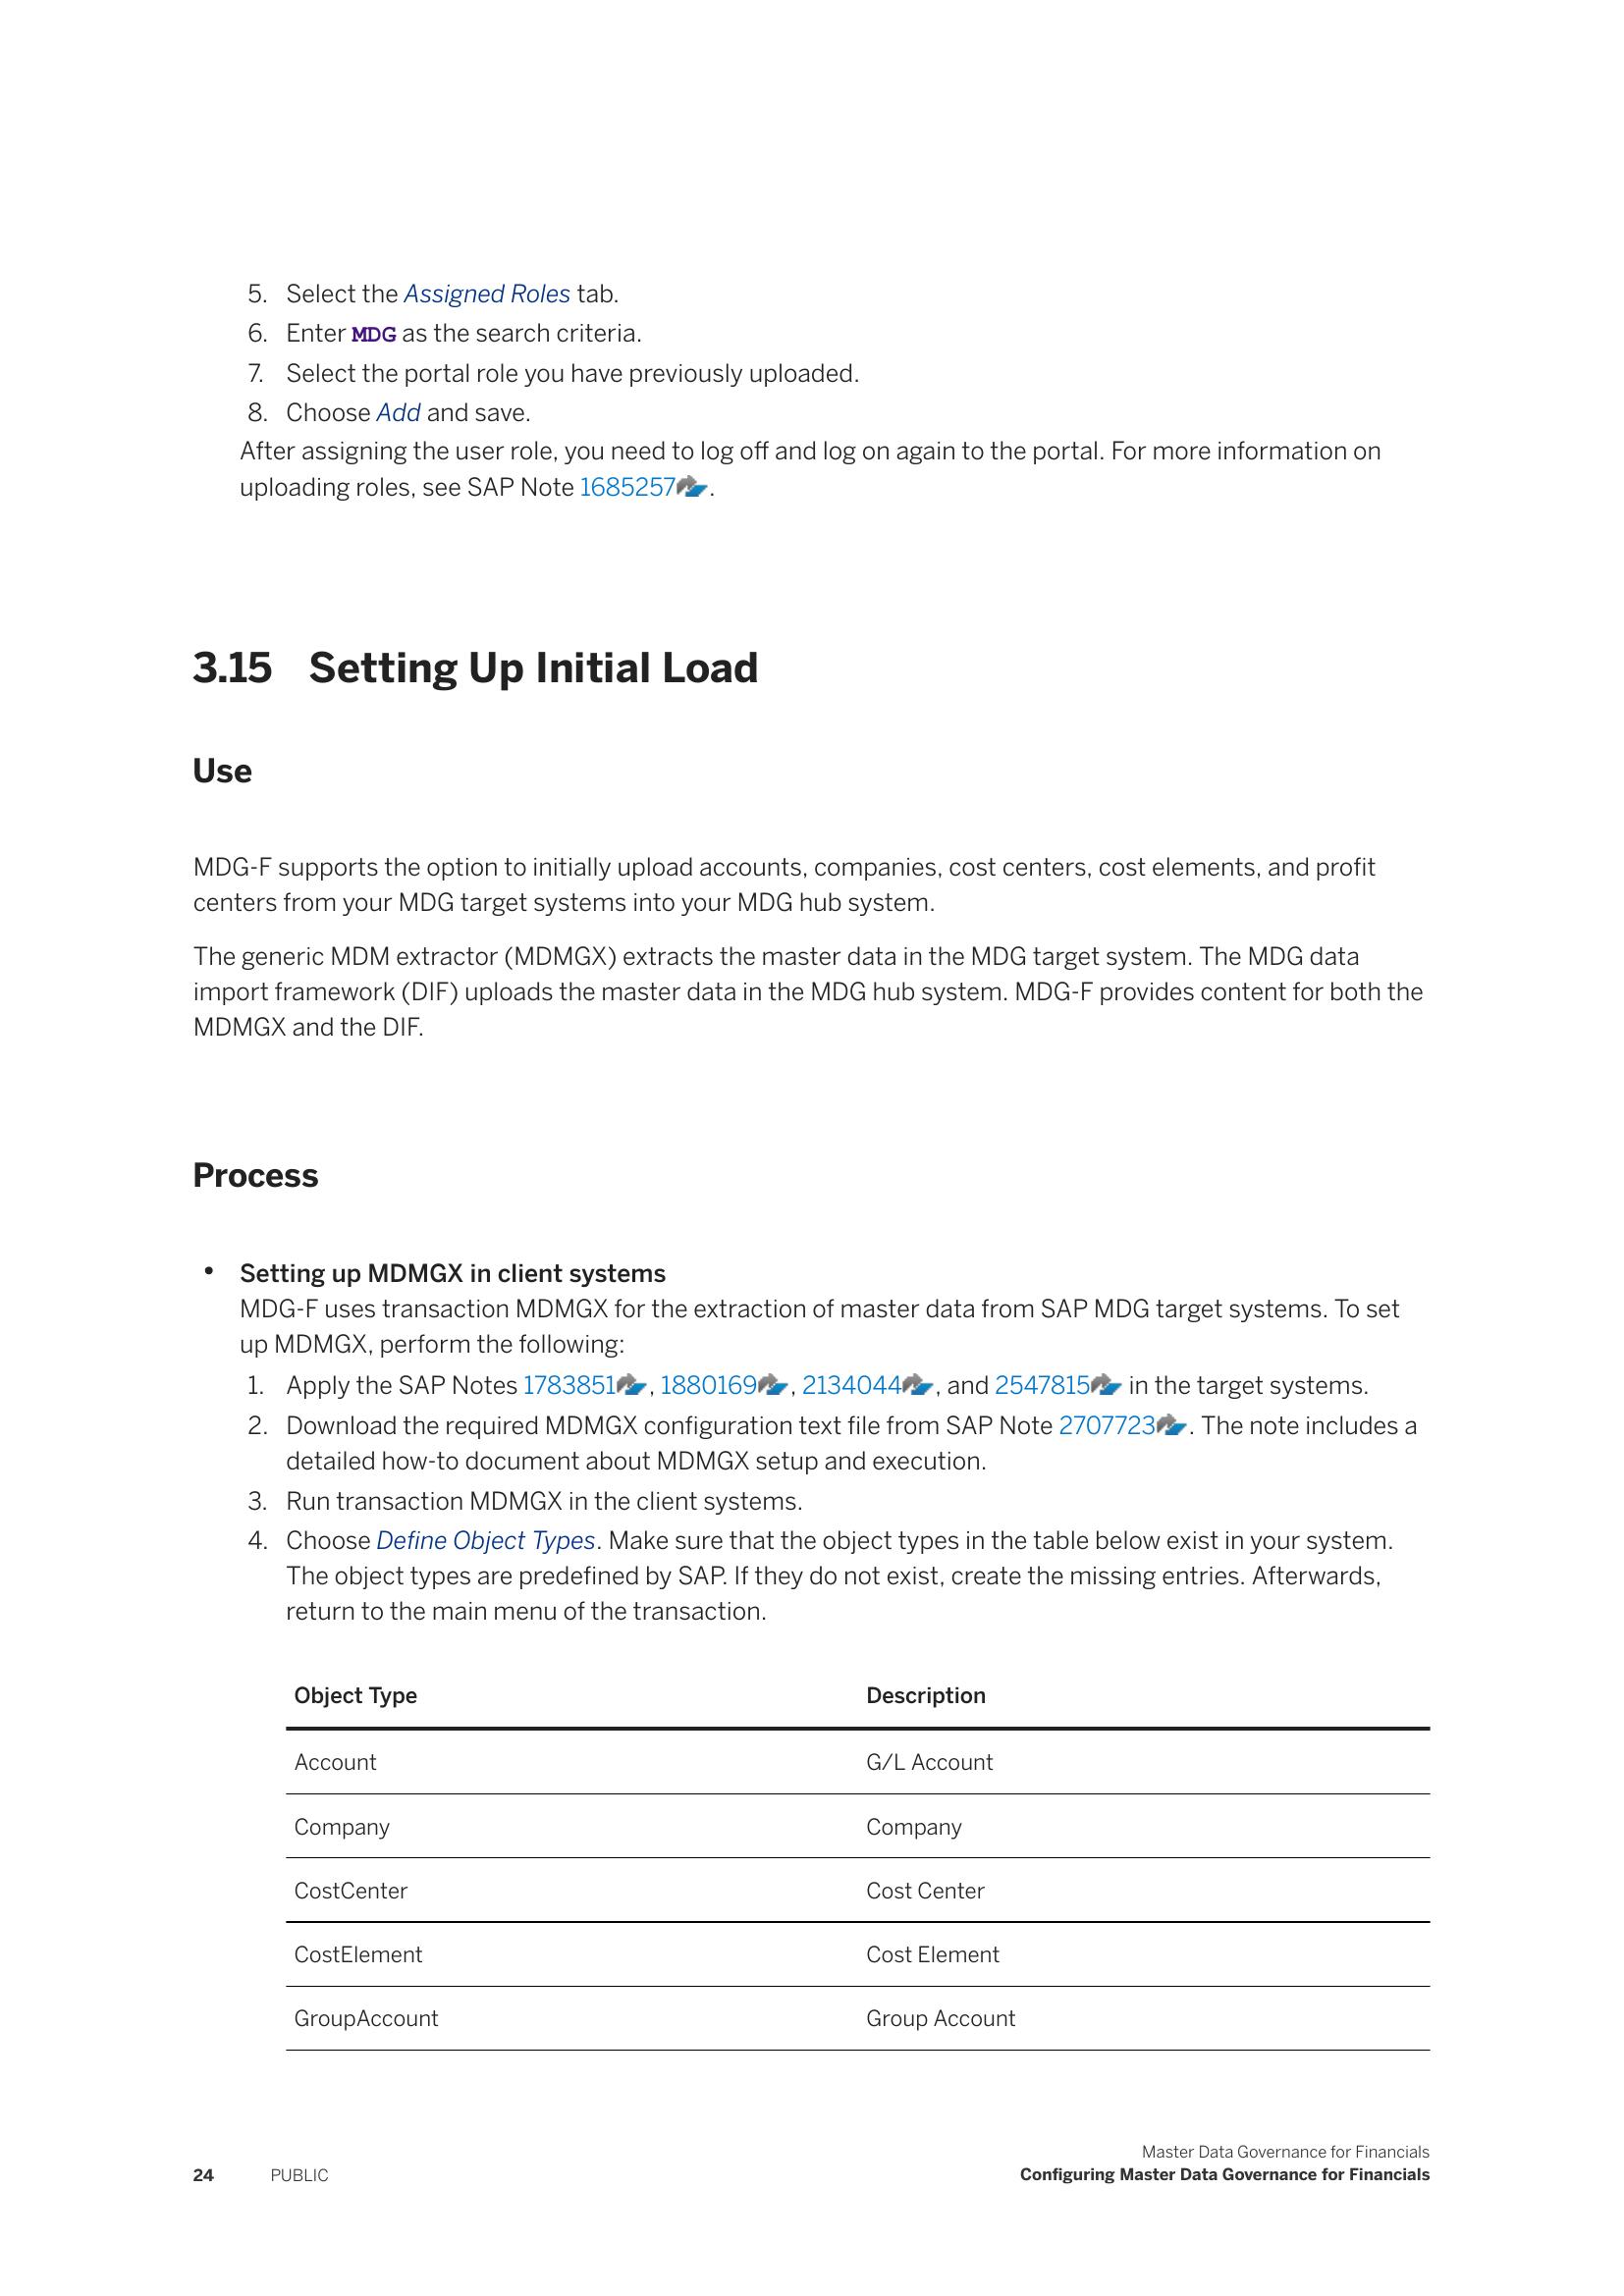 5. Select the Assigned Roles tab.
6. Enter MDG as the search criteria.
7. Select the portal role you have previously uploaded.
8. Choose Add and save.
After assigning the user role, you need to log off and log on again to the portal. For more information on
uploading roles, see SAP Note 1685257.
3.15 Setting Up Initial Load
Use
MDG-F supports the option to initially upload accounts, companies, cost centers, cost elements, and profit
centers from your MDG target systems into your MDG hub system.
The generic MDM extractor (MDMGX) extracts the master data in the MDG target system. The MDG data
import framework (DIF) uploads the master data in the MDG hub system. MDG-F provides content for both the
MDMGX and the DIF.
Process
• Setting up MDMGX in client systems
MDG-F uses transaction MDMGX for the extraction of master data from SAP MDG target systems. To set
up MDMGX, perform the following:
1. Apply the SAP Notes 1783851, 1880169, 2134044, and 2547815 in the target systems.
2. Download the required MDMGX configuration text file from SAP Note 2707723. The note includes a
detailed how-to document about MDMGX setup and execution.
3. Run transaction MDMGX in the client systems.
4. Choose Define Object Types. Make sure that the object types in the table below exist in your system.
The object types are predefined by SAP. If they do not exist, create the missing entries. Afterwards,
return to the main menu of the transaction.
Object Type Description
Account G/L Account
Company Company
CostCenter Cost Center
CostElement Cost Element
GroupAccount Group Account
Master Data Governance for Financials
24 PUBLIC Configuring Master Data Governance for Financials